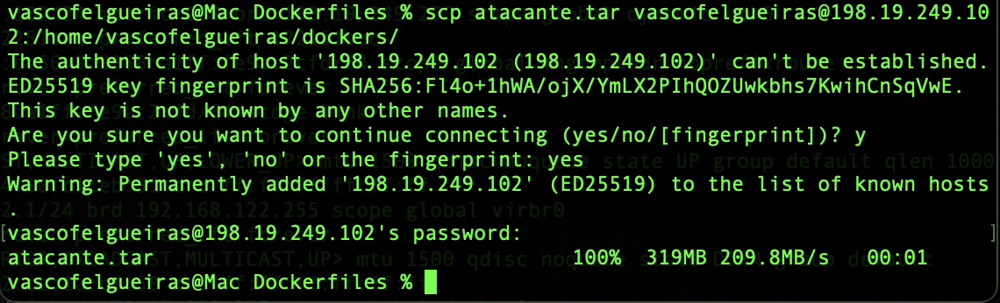 vascofelgueiras@Mac Dockerfiles % scp atacante.tar vascofelgueiras@198.19.249.10
2:/home/vascofelgueiras/dockers/
The authenticity of host '198.19.249.102 (198.19.249.102)' can't be established.
ED25519 key fingerprint is SHA256:Fl4o+1hWA/ojX/YmLX2PIhQOZUwkbhs7KwihCnSqVwE.
This key is not known by any other names.
Are you sure you want to continue connecting (yes/no/[fingerprint])? y
Please type 'yes', 'no' or the fingerprint: yes
Warning: Permanently added '198.19.249.102' (ED25519) to the list of known hosts
.
[vascofelgueiras@198.19.249.102's password: ]
atacante.tar 100% 319MB 209.8MB/s 00:01
vascofelgueiras@Mac Dockerfiles %